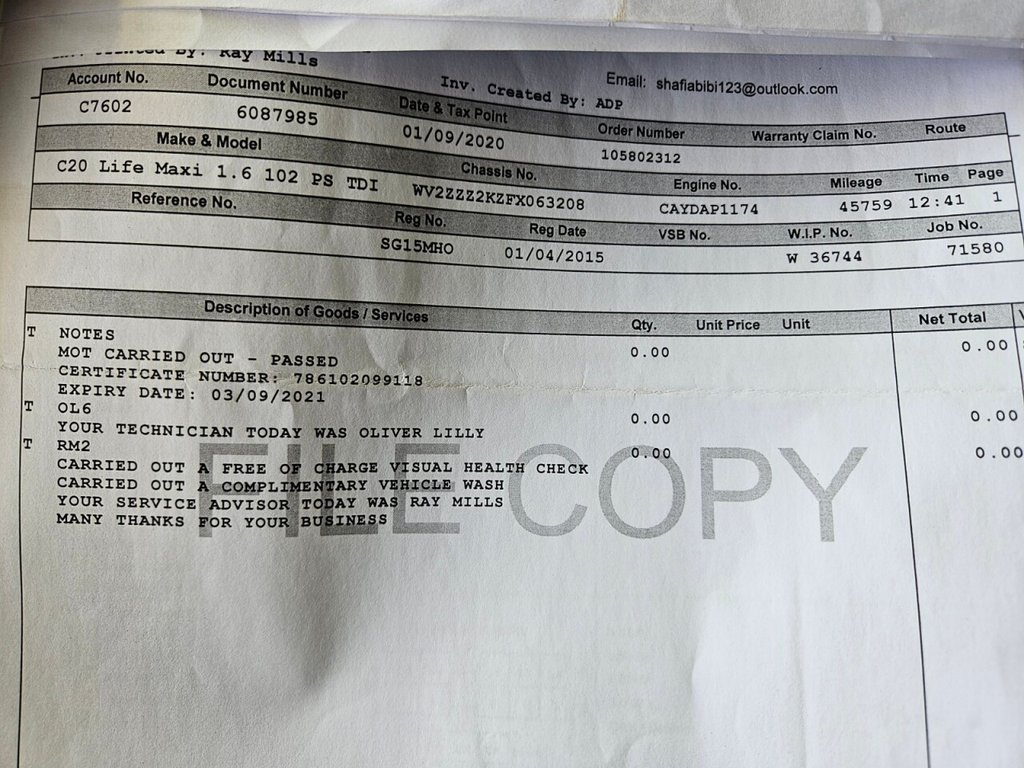 By: Ray Mills
Inv. Created By: ADP
Email: shafiabibi123@outlook.com
Account No. Document Number Date & Tax Point Order Number Warranty Claim No. Route
C7602 6087985 01/09/2020 105802312
Make & Model Chassis No. Engine No. Mileage Time Page
C20 Life Maxi 1.6 102 PS TDI WV2ZZZ2KZFX063208 CAYDAP1174 45759 12:41 1
Reference No. Reg No. Reg Date VSB No. W.I.P. No. Job No.
SG15MHO 01/04/2015 W 36744 71580
Description of Goods / Services Qty. Unit Price Unit Net Total
T NOTES 0.00 0.00
MOT CARRIED OUT - PASSED
CERTIFICATE NUMBER: 786102099118
EXPIRY DATE: 03/09/2021
T OL6 0.00 0.00
YOUR TECHNICIAN TODAY WAS OLIVER LILLY
T RM2 0.00 0.00
CARRIED OUT A FREE OF CHARGE VISUAL HEALTH CHECK
CARRIED OUT A COMPLIMENTARY VEHICLE WASH
YOUR SERVICE ADVISOR TODAY WAS RAY MILLS
MANY THANKS FOR YOUR BUSINESS
FILE COPY